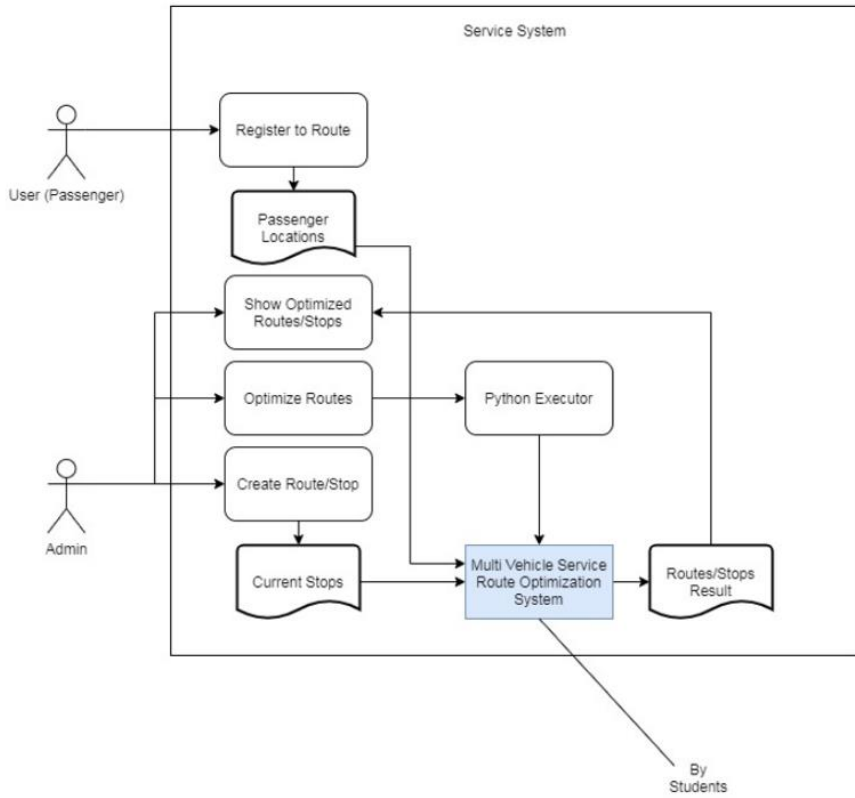 Service System
Register to Route
User (Passenger)
Passenger
Locations
Show Optimized
Routes/Stops
Optimize Routes
Python Executor
Create Route/Stop
Admin
Current Stops
Multi Vehicle Service
Route Optimization
System
Routes/Stops
Result
By
Students